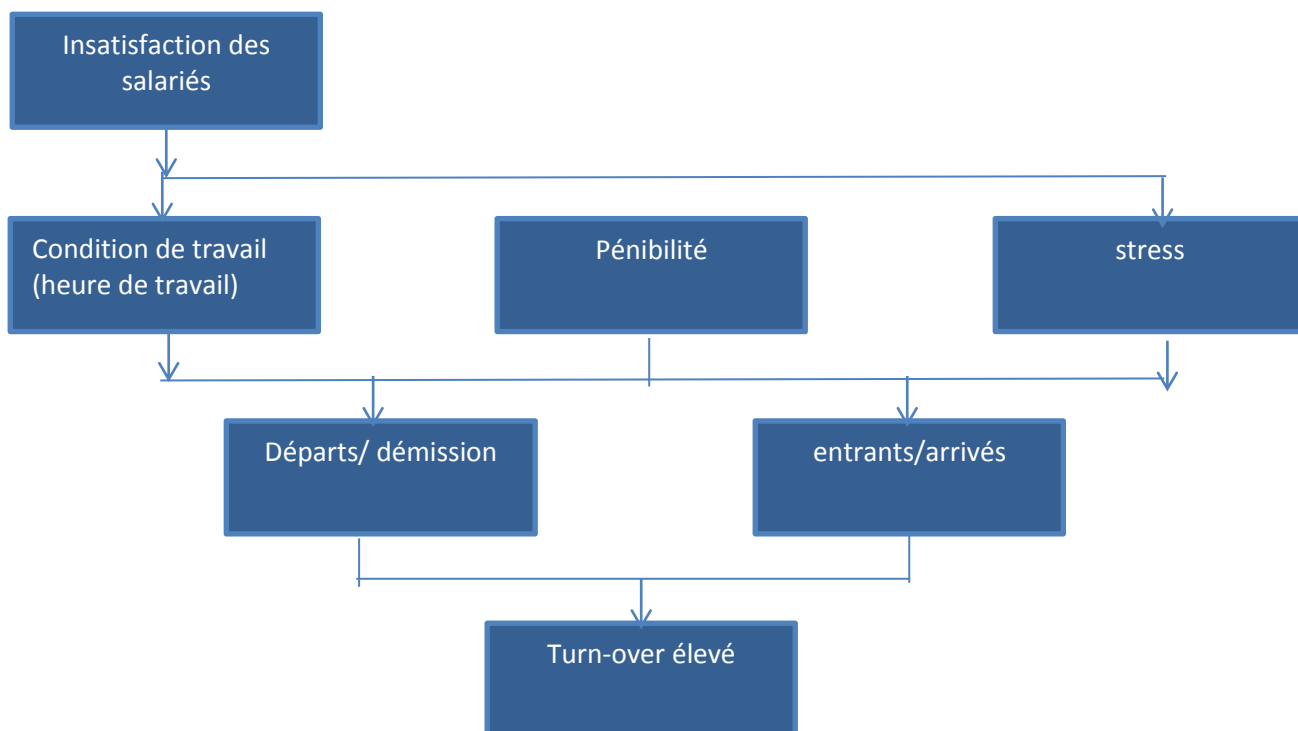 Insatisfaction des
salariés
Condition de travail
(heure de travail)
Pénibilité
stress
Départs/ démission
entrants/arrivés
Turn-over élevé